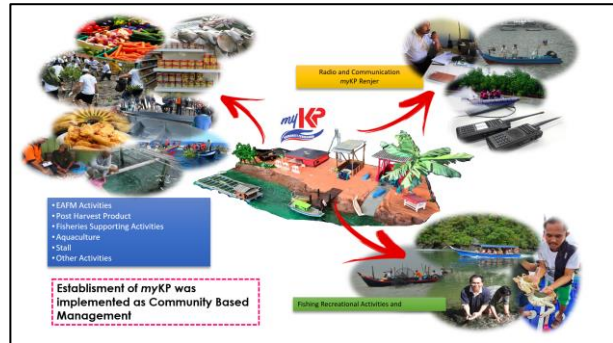 Radio and Communication
myKP Renjer
myKP
• EAFM Activities
• Post Harvest Product
• Fisheries Supporting Activities
• Aquaculture
• Stall
• Other Activities
Establisment of myKP was
implemented as Community Based
Management
Fishing Recreational Activities and